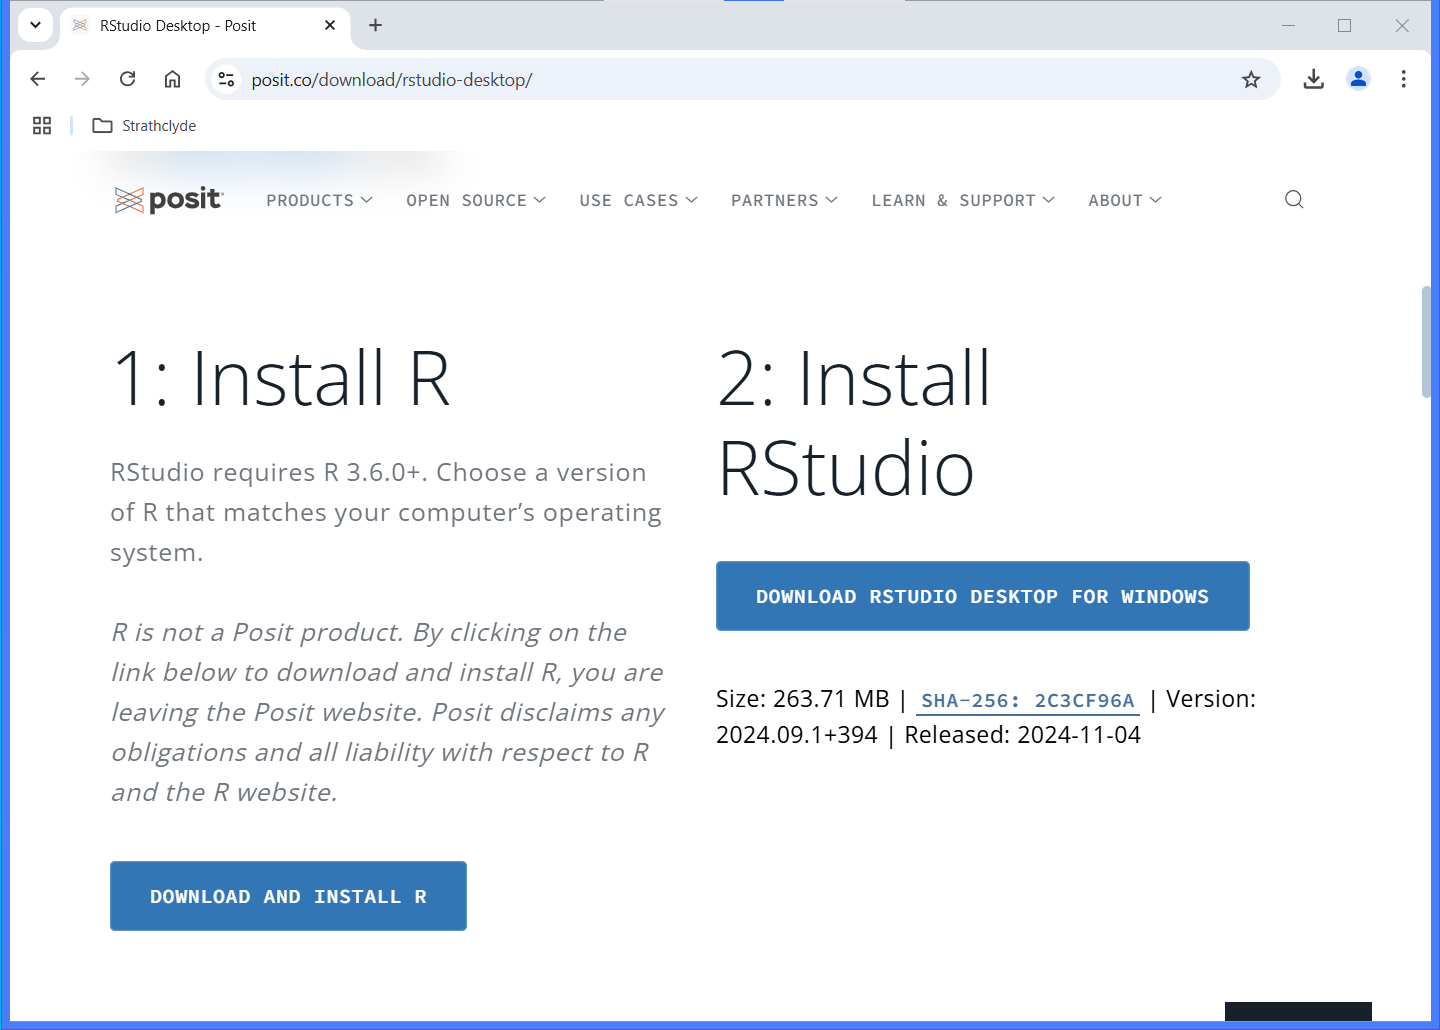 RStudio Desktop - Posit
posit.co/download/rstudio-desktop/
Strathclyde
posit
PRODUCTS
OPEN SOURCE
USE CASES
PARTNERS
LEARN & SUPPORT
ABOUT
1: Install R
RStudio requires R 3.6.0+. Choose a version
of R that matches your computer’s operating
system.
R is not a Posit product. By clicking on the
link below to download and install R, you are
leaving the Posit website. Posit disclaims any
obligations and all liability with respect to R
and the R website.
DOWNLOAD AND INSTALL R
2: Install
RStudio
DOWNLOAD RSTUDIO DESKTOP FOR WINDOWS
Size: 263.71 MB | SHA-256: 2C3CF96A | Version:
2024.09.1+394 | Released: 2024-11-04